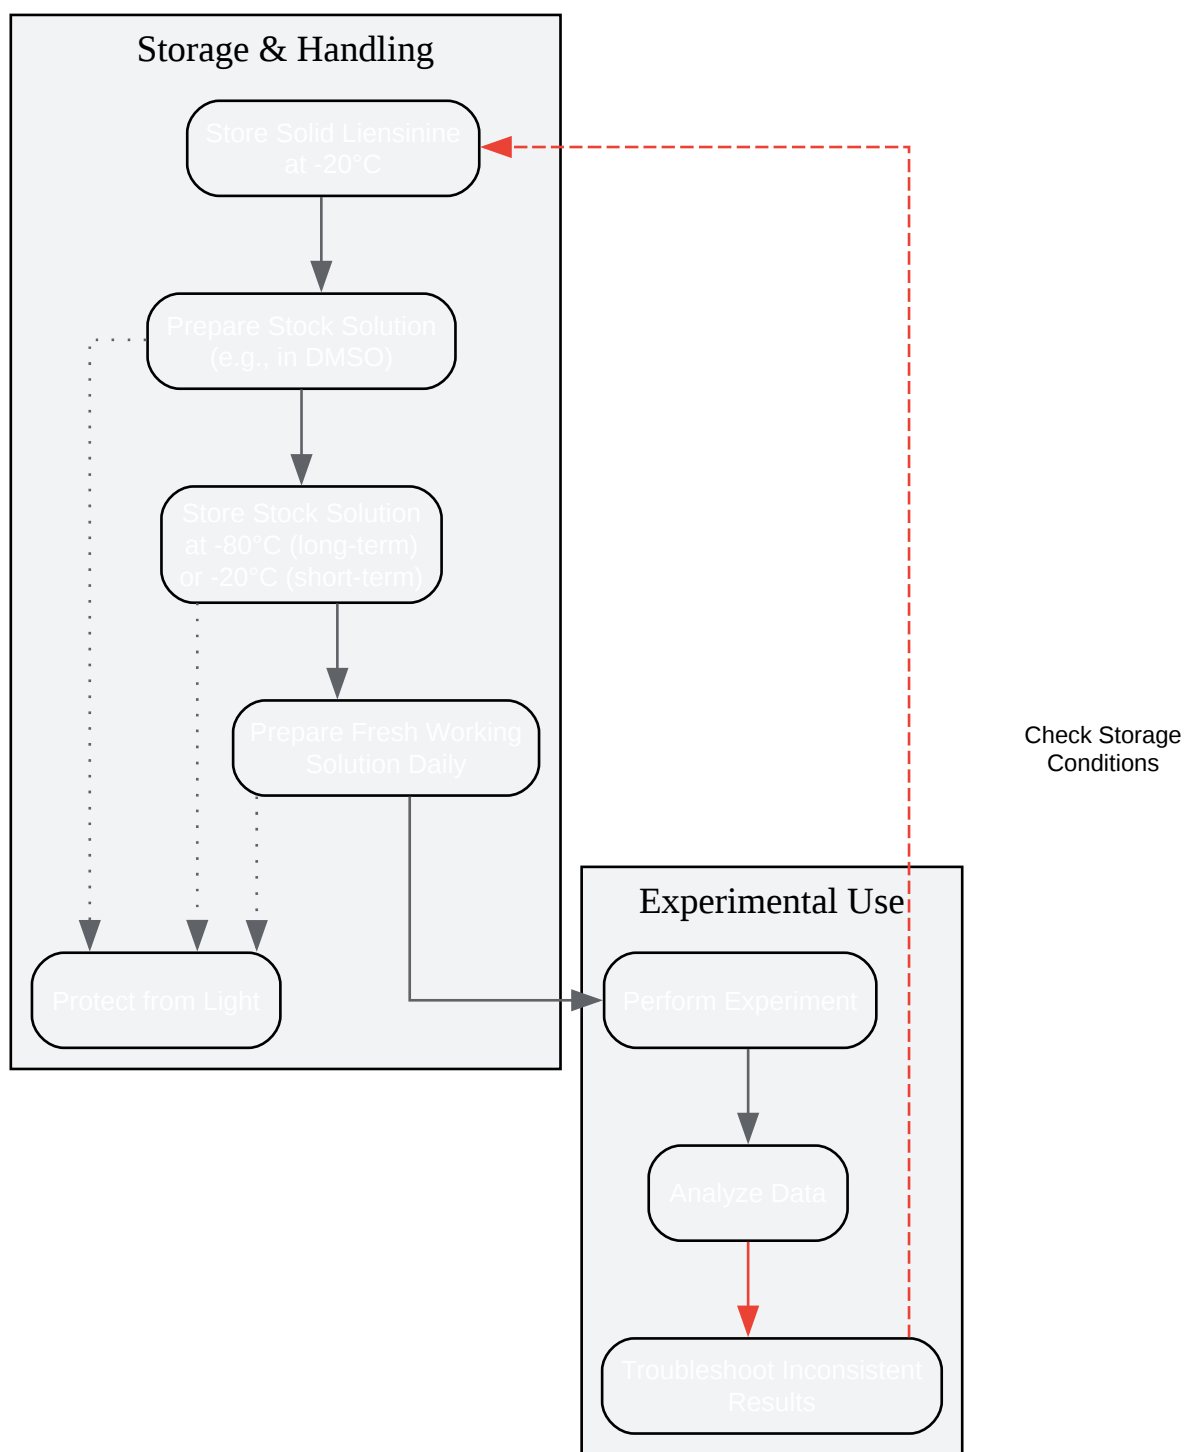 Storage & Handling
Store Solid Liensinine
at -20°C
Prepare Stock Solution
(e.g., in DMSO)
Store Stock Solution
at -80°C (long-term)
or -20°C (short-term)
Prepare Fresh Working
Solution Daily
Check Storage
Conditions
Experimental Use
Protect from Light
Perform Experiment
Analyze Data
Troubleshoot Inconsistent
Results